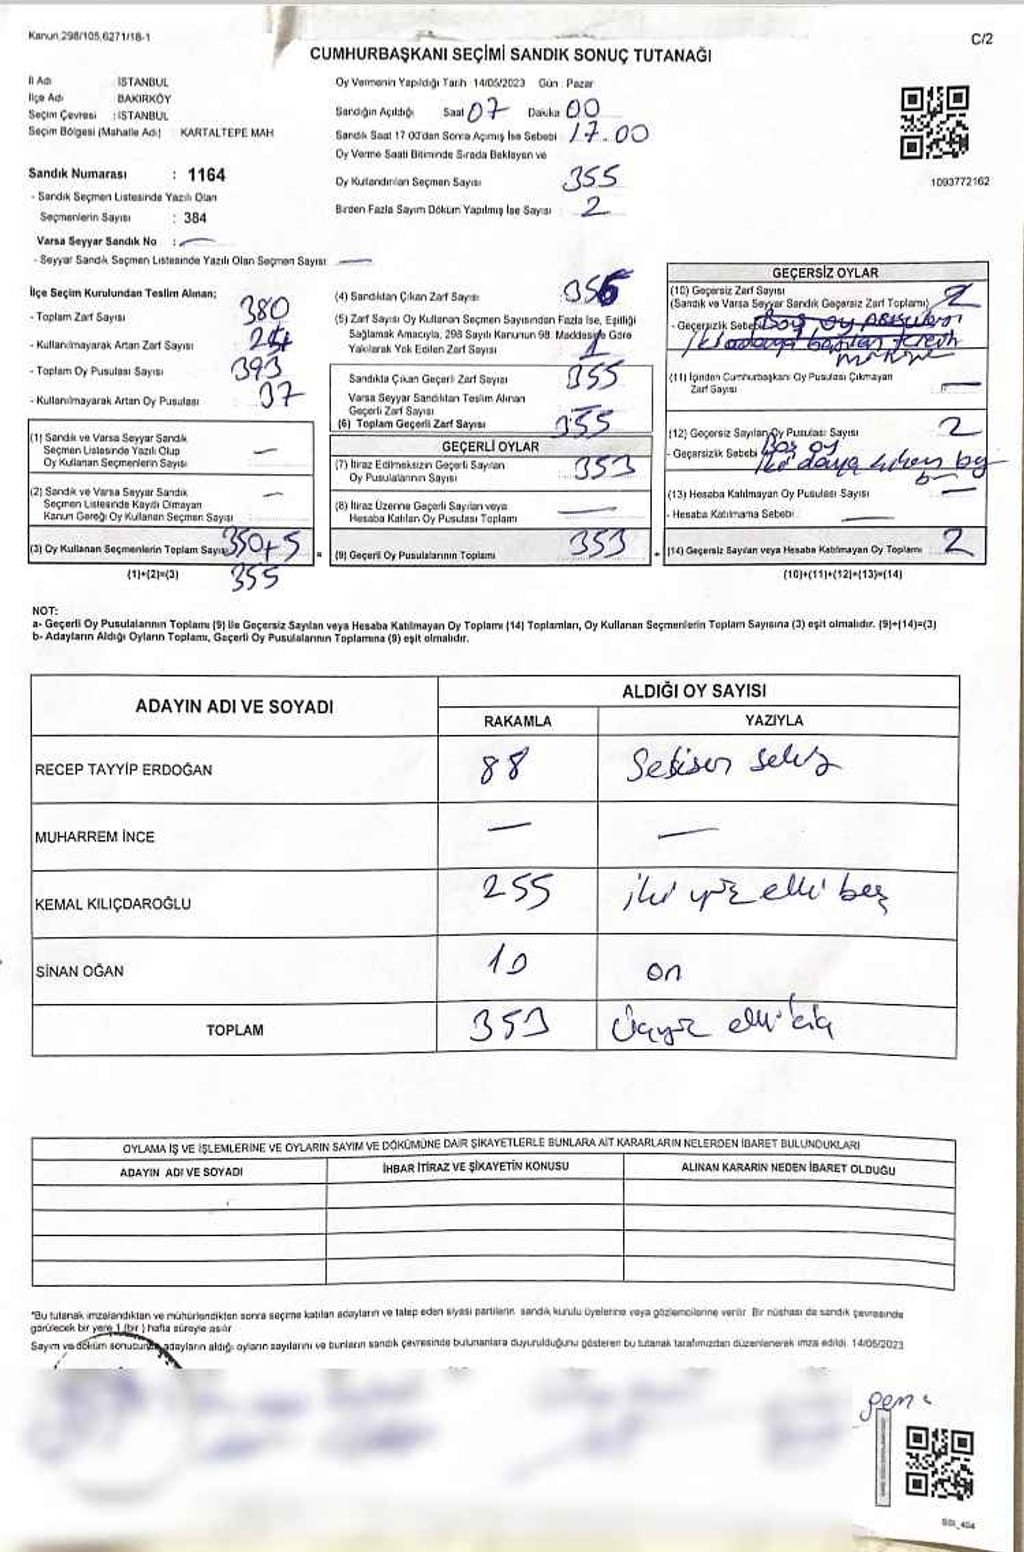 Kanun 298/105,6271/18-1
C/2
CUMHURBAŞKANI SEÇİMİ SANDIK SONUÇ TUTANAĞI
İl Adı : İSTANBUL
İlçe Adı : BAKIRKÖY
Seçim Çevresi : İSTANBUL
Seçim Bölgesi (Mahalle Adı) KARTALTEPE MAH
Sandık Numarası : 1164
- Sandık Seçmen Listesinde Yazılı Olan
Seçmenlerin Sayısı : 384
Varsa Seyyar Sandık No : —
- Seyyar Sandık Seçmen Listesinde Yazılı Olan Seçmen Sayısı: —
Oy Vermenin Yapıldığı Tarih 14/05/2023 Gün : Pazar
Sandığın Açıldığı Saat 07 Dakika 00
Sandık Saat 17.00'dan Sonra Açılmış İse Sebebi 17.00
Oy Verme Saati Bitiminde Sırada Bekleyen ve
Oy Kullandırılan Seçmen Sayısı 355
Birden Fazla Sayım Döküm Yapılmış İse Sayısı 2
1093772162
İlçe Seçim Kurulundan Teslim Alınan;
- Toplam Zarf Sayısı 380
- Kullanılmayarak Artan Zarf Sayısı
- Toplam Oy Pusulası Sayısı 393
- Kullanılmayarak Artan Oy Pusulası 37
(1) Sandık ve Varsa Seyyar Sandık
Seçmen Listesinde Yazılı Olup
Oy Kullanan Seçmenlerin Sayısı —
(2) Sandık ve Varsa Seyyar Sandık
Seçmen Listesinde Kayıtlı Olmayan
Kanun Gereği Oy Kullanan Seçmen Sayısı —
(3) Oy Kullanan Seçmenlerin Toplam Sayısı 350+5
(1)+(2)=(3) 355
(4) Sandıktan Çıkan Zarf Sayısı 356
(5) Zarf Sayısı Oy Kullanan Seçmen Sayısından Fazla İse, Eşitliği
Sağlamak Amacıyla, 298 Sayılı Kanunun 98. Maddesine Göre
Yakılarak Yok Edilen Zarf Sayısı 1
Sandıkta Çıkan Geçerli Zarf Sayısı 355
Varsa Seyyar Sandıktan Teslim Alınan
Geçerli Zarf Sayısı
(6) Toplam Geçerli Zarf Sayısı 355
GEÇERLİ OYLAR
(7) İtiraz Edilmeksizin Geçerli Sayılan
Oy Pusulalarının Sayısı 353
(8) İtiraz Üzerine Geçerli Sayılan veya
Hesaba Katılan Oy Pusulası Toplamı —
(9) Geçerli Oy Pusulalarının Toplamı 353
GEÇERSİZ OYLAR
(10) Geçersiz Zarf Sayısı 2
(Sandık ve Varsa Seyyar Sandık Geçersiz Zarf Toplamı)
- Geçersizlik Sebebi Boş oy
(11) İçinden Cumhurbaşkanı Oy Pusulası Çıkmayan
Zarf Sayısı —
(12) Geçersiz Sayılan Oy Pusulası Sayısı 2
- Geçersizlik Sebebi Boş oy
(13) Hesaba Katılmayan Oy Pusulası Sayısı —
- Hesaba Katılmama Sebebi —
(14) Geçersiz Sayılan veya Hesaba Katılmayan Oy Toplamı 2
(10)+(11)+(12)+(13)=(14)
NOT:
a- Geçerli Oy Pusulalarının Toplamı (9) ile Geçersiz Sayılan veya Hesaba Katılmayan Oy Toplamı (14) Toplamları, Oy Kullanan Seçmenlerin Toplam Sayısına (3) eşit olmalıdır. (9)+(14)=(3)
b- Adayların Aldığı Oyların Toplamı, Geçerli Oy Pusulalarının Toplamına (9) eşit olmalıdır.
ADAYIN ADI VE SOYADI
ALDIĞI OY SAYISI
RAKAMLA YAZIYLA
RECEP TAYYİP ERDOĞAN 88 Seksen sekiz
MUHARREM İNCE — —
KEMAL KILIÇDAROĞLU 255 iki yüz elli beş
SİNAN OĞAN 10 on
TOPLAM 353 Üçyüz elli
OYLAMA İŞ VE İŞLEMLERİNE VE OYLARIN SAYIM VE DÖKÜMÜNE DAİR ŞİKAYETLERLE BUNLARA AİT KARARLARIN NELERDEN İBARET BULUNDUKLARI
ADAYIN ADI VE SOYADI İHBAR İTİRAZ VE ŞİKAYETİN KONUSU ALINAN KARARIN NEDEN İBARET OLDUĞU
*Bu tutanak imzalandıktan ve mühürlendikten sonra seçime katılan adayların ve talep eden siyasi partilerin sandık kurulu üyelerine veya gözlemcilerine verilir. Bir nüshası da sandık çevresinde
görülecek bir yere 1 (bir ) hafta süreyle asılır
Sayım ve döküm sonucunda adayların aldığı oyların sayılarını ve bunların sandık çevresinde bulunanlara duyurulduğunu gösteren bu tutanak tarafımızdan düzenlenerek imza edildi. 14/05/2023